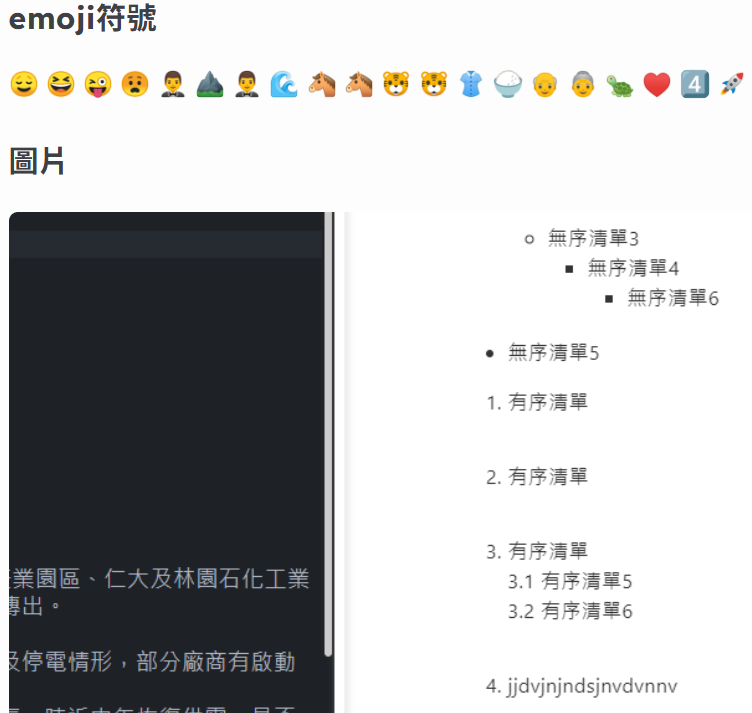 emoji符號
😌 😆 😜 😧 🤵‍♂️ ⛰️ 🤵‍♂️ 🌊 🐴 🐴 🐯 🐯 👔 🍚 👴 👵 🐢 ❤️ 4️⃣ 🚀
圖片
業園區、仁大及林園石化工業
傳出。
及停電情形，部分廠商有啟動
○ 無序清單3
▪ 無序清單4
▪ 無序清單6
• 無序清單5
1. 有序清單
2. 有序清單
3. 有序清單
3.1 有序清單5
3.2 有序清單6
4. jjdvjnjndsjnvdvnnv